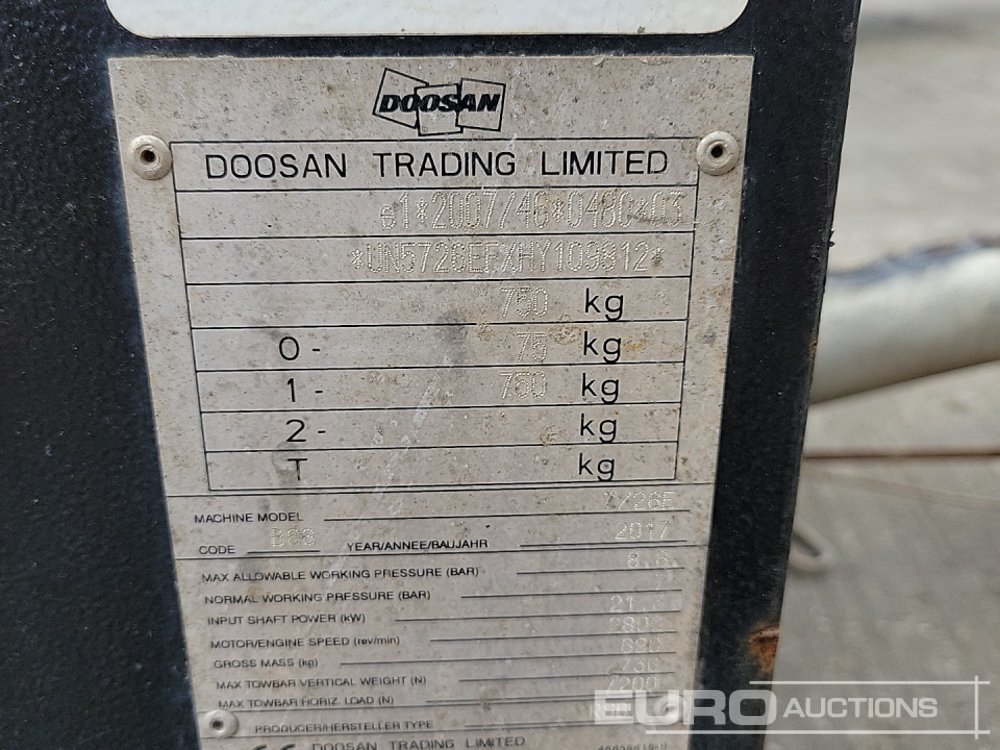 DOOSAN
DOOSAN TRADING LIMITED
e1*2007/46*0460*03
*UN5726EFXHY109812*
750 kg
0- 75 kg
1- 750 kg
2- kg
T kg
MACHINE MODEL 7/26E
CODE YEAR/ANNEE/BAUJAHR 2017
MAX ALLOWABLE WORKING PRESSURE (BAR)
NORMAL WORKING PRESSURE (BAR)
INPUT SHAFT POWER (kW)
MOTOR/ENGINE SPEED (rev/min)
GROSS MASS (kg)
MAX TOWBAR VERTICAL WEIGHT (N)
MAX TOWBAR HORIZ. LOAD (N)
PRODUCER/HERSTELLER TYPE
CE DOOSAN TRADING LIMITED
EURO AUCTIONS